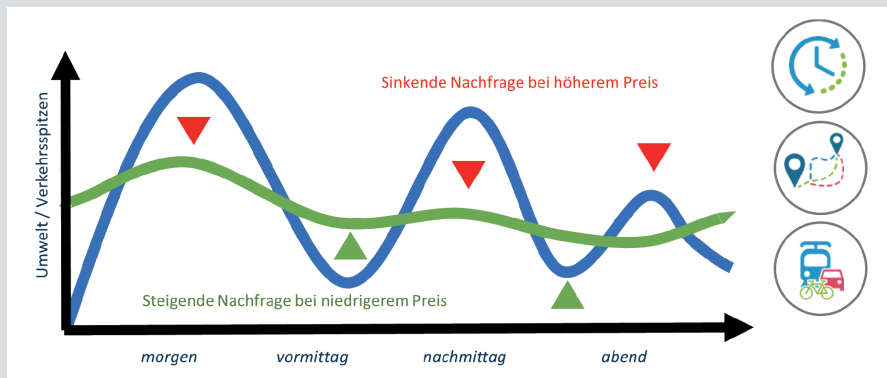 Sinkende Nachfrage bei höherem Preis
Umwelt / Verkehrsspitzen
Steigende Nachfrage bei niedrigerem Preis
morgen
vormittag
nachmittag
abend